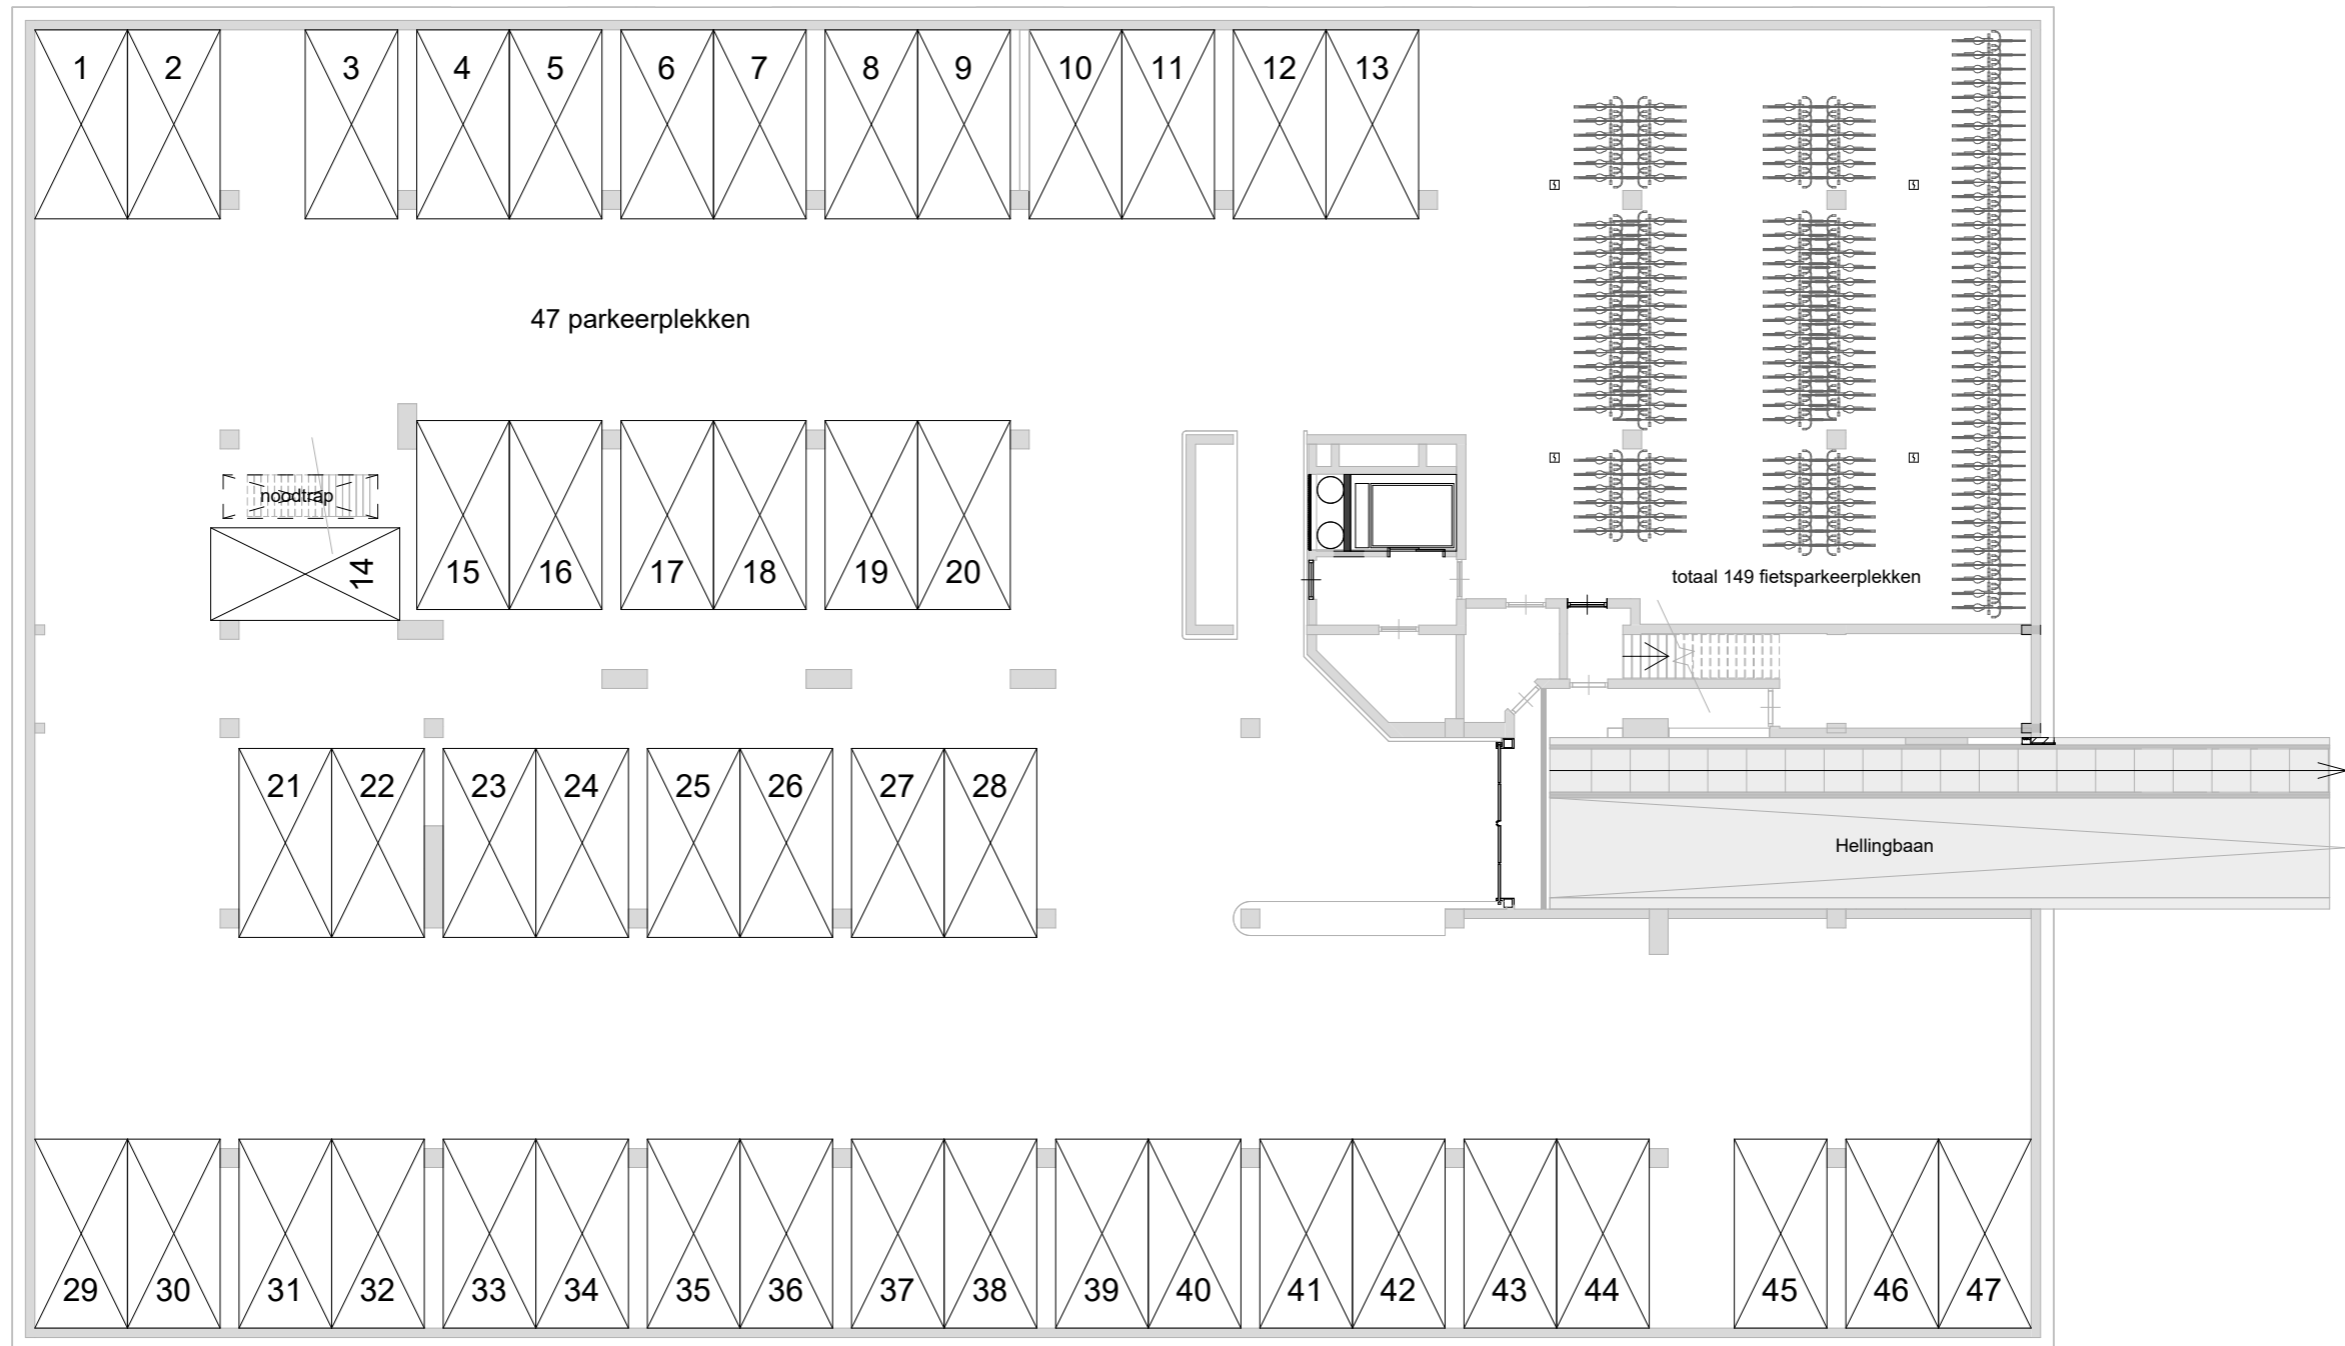 1 2 3 4 5 6 7 8 9 10 11 12 13
47 parkeerplekken
noodtrap
14 15 16 17 18 19 20
totaal 149 fietsparkeerplekken
21 22 23 24 25 26 27 28
Hellingbaan
29 30 31 32 33 34 35 36 37 38 39 40 41 42 43 44 45 46 47